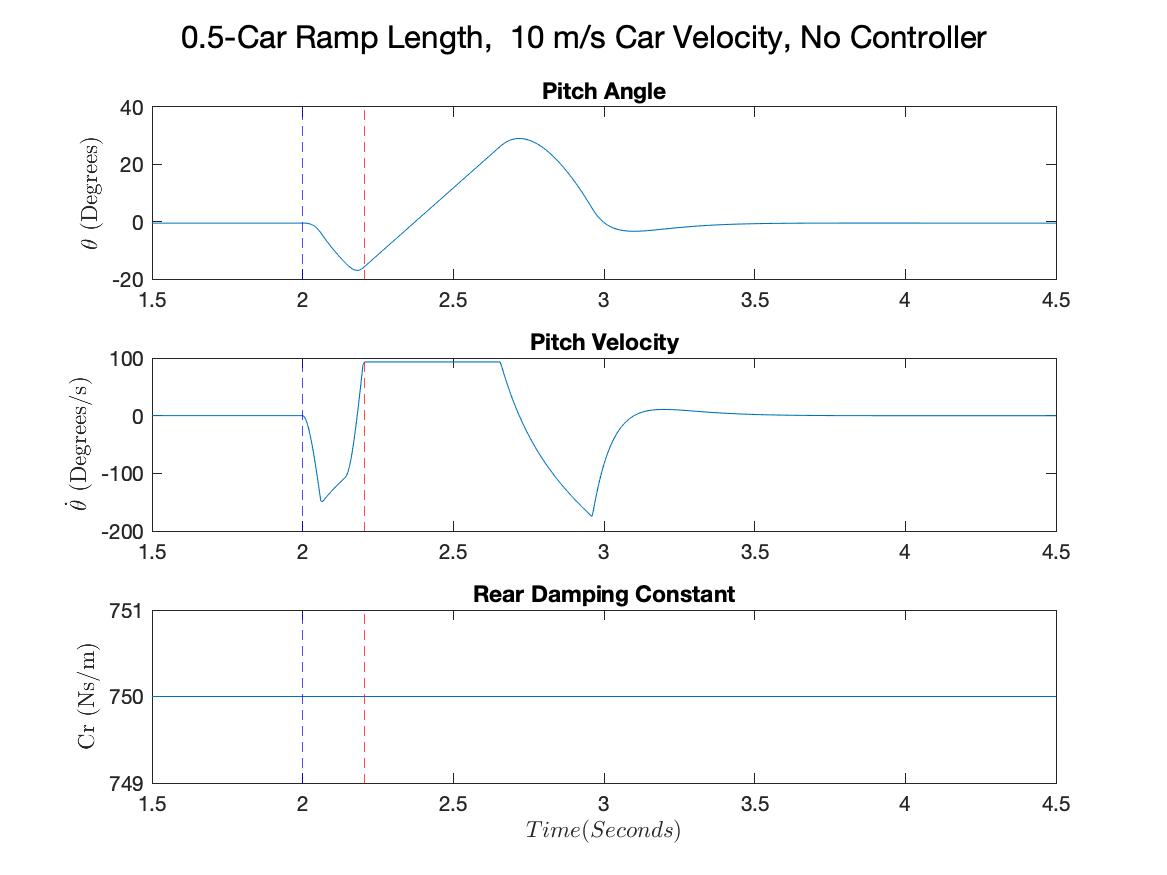 0.5-Car Ramp Length,  10 m/s Car Velocity, No Controller
Pitch Angle
40
20
0
-20
θ (Degrees)
1.5 2 2.5 3 3.5 4 4.5
Pitch Velocity
100
0
-100
-200
θ̇ (Degrees/s)
1.5 2 2.5 3 3.5 4 4.5
Rear Damping Constant
751
750
749
Cr (Ns/m)
1.5 2 2.5 3 3.5 4 4.5
Time(Seconds)